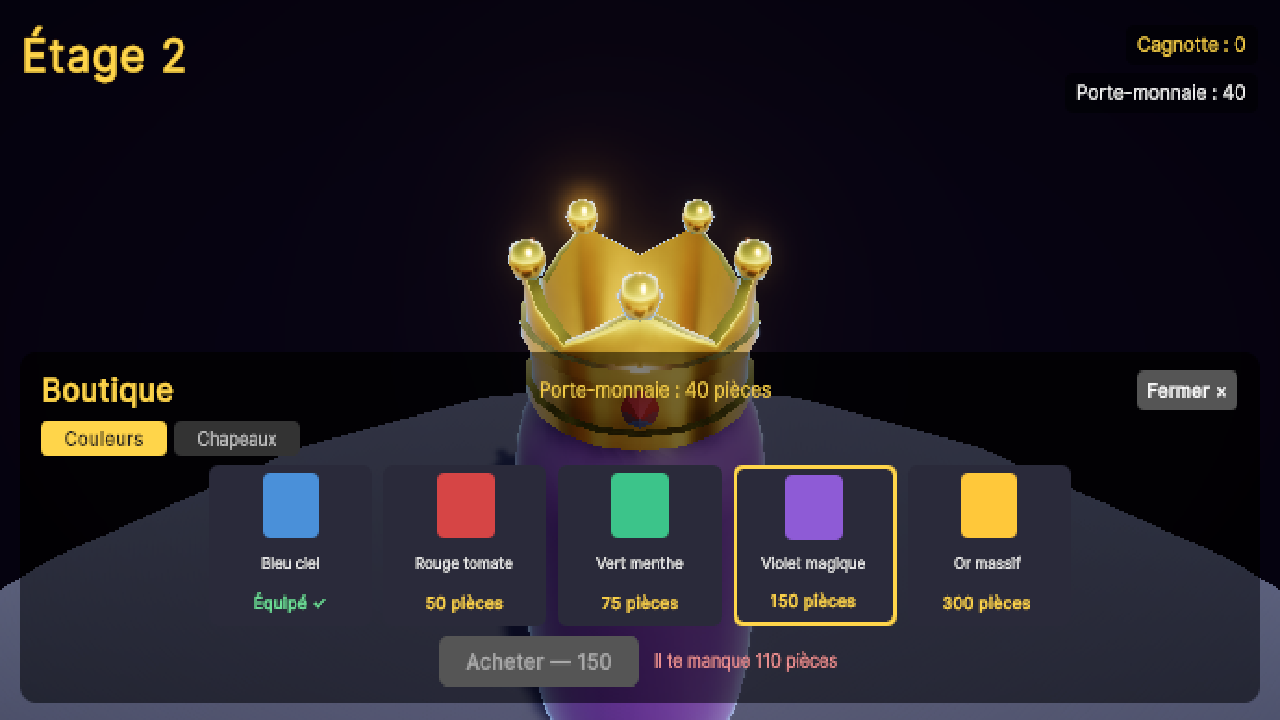 Étage 2
Cagnotte : 0
Porte-monnaie : 40
Boutique
Porte-monnaie : 40 pièces
Fermer ×
Couleurs
Chapeaux
Bleu ciel
Équipé ✓
Rouge tomate
50 pièces
Vert menthe
75 pièces
Violet magique
150 pièces
Or massif
300 pièces
Acheter — 150
Il te manque 110 pièces